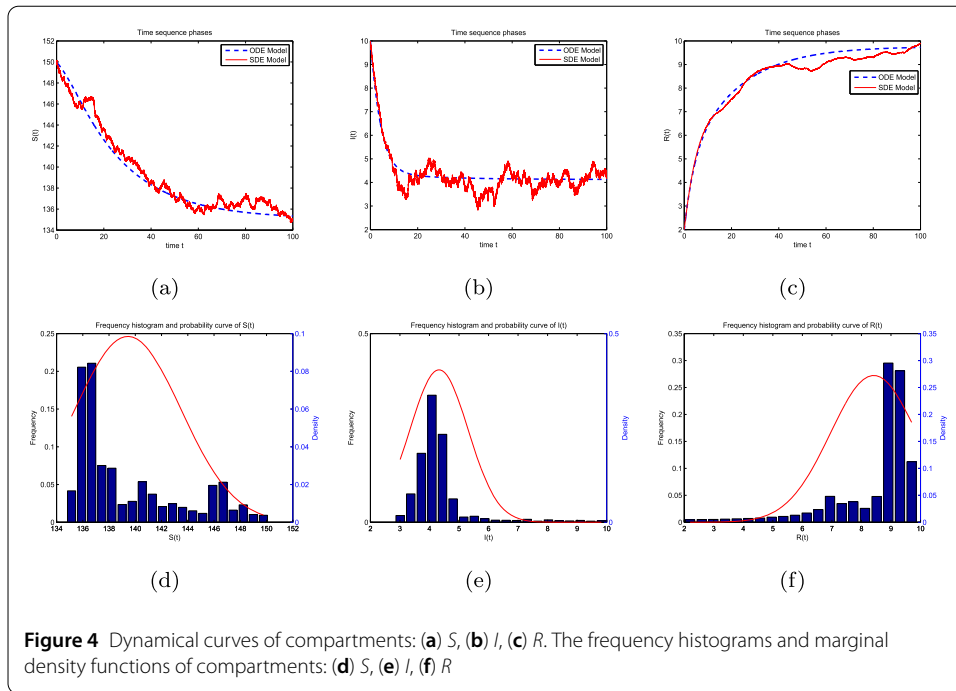 Time sequence phases
152
150
148
146
144
142
140
138
136
134
S(t)
0 20 40 60 80 100
time t
ODE Model
SDE Model
(a)
Time sequence phases
10
9
8
7
6
5
4
3
2
I(t)
0 20 40 60 80 100
time t
ODE Model
SDE Model
(b)
Time sequence phases
10
9
8
7
6
5
4
3
2
R(t)
0 20 40 60 80 100
time t
ODE Model
SDE Model
(c)
Frequency histogram and probability curve of S(t)
0.25
0.2
0.15
0.1
0.05
0
Frequency
134 136 138 140 142 144 146 148 150 152
S(t)
0.1
0.08
0.06
0.04
0.02
0
Density
(d)
Frequency histogram and probability curve of I(t)
0.5
0
Frequency
2 3 4 5 6 7 8 9 10
I(t)
0.5
0
Density
(e)
Frequency histogram and probability curve of R(t)
0.35
0.3
0.25
0.2
0.15
0.1
0.05
0
Frequency
2 3 4 5 6 7 8 9 10
R(t)
0.35
0.3
0.25
0.2
0.15
0.1
0.05
0
Density
(f)
Figure 4 Dynamical curves of compartments: (a) S, (b) I, (c) R. The frequency histograms and marginal
density functions of compartments: (d) S, (e) I, (f) R